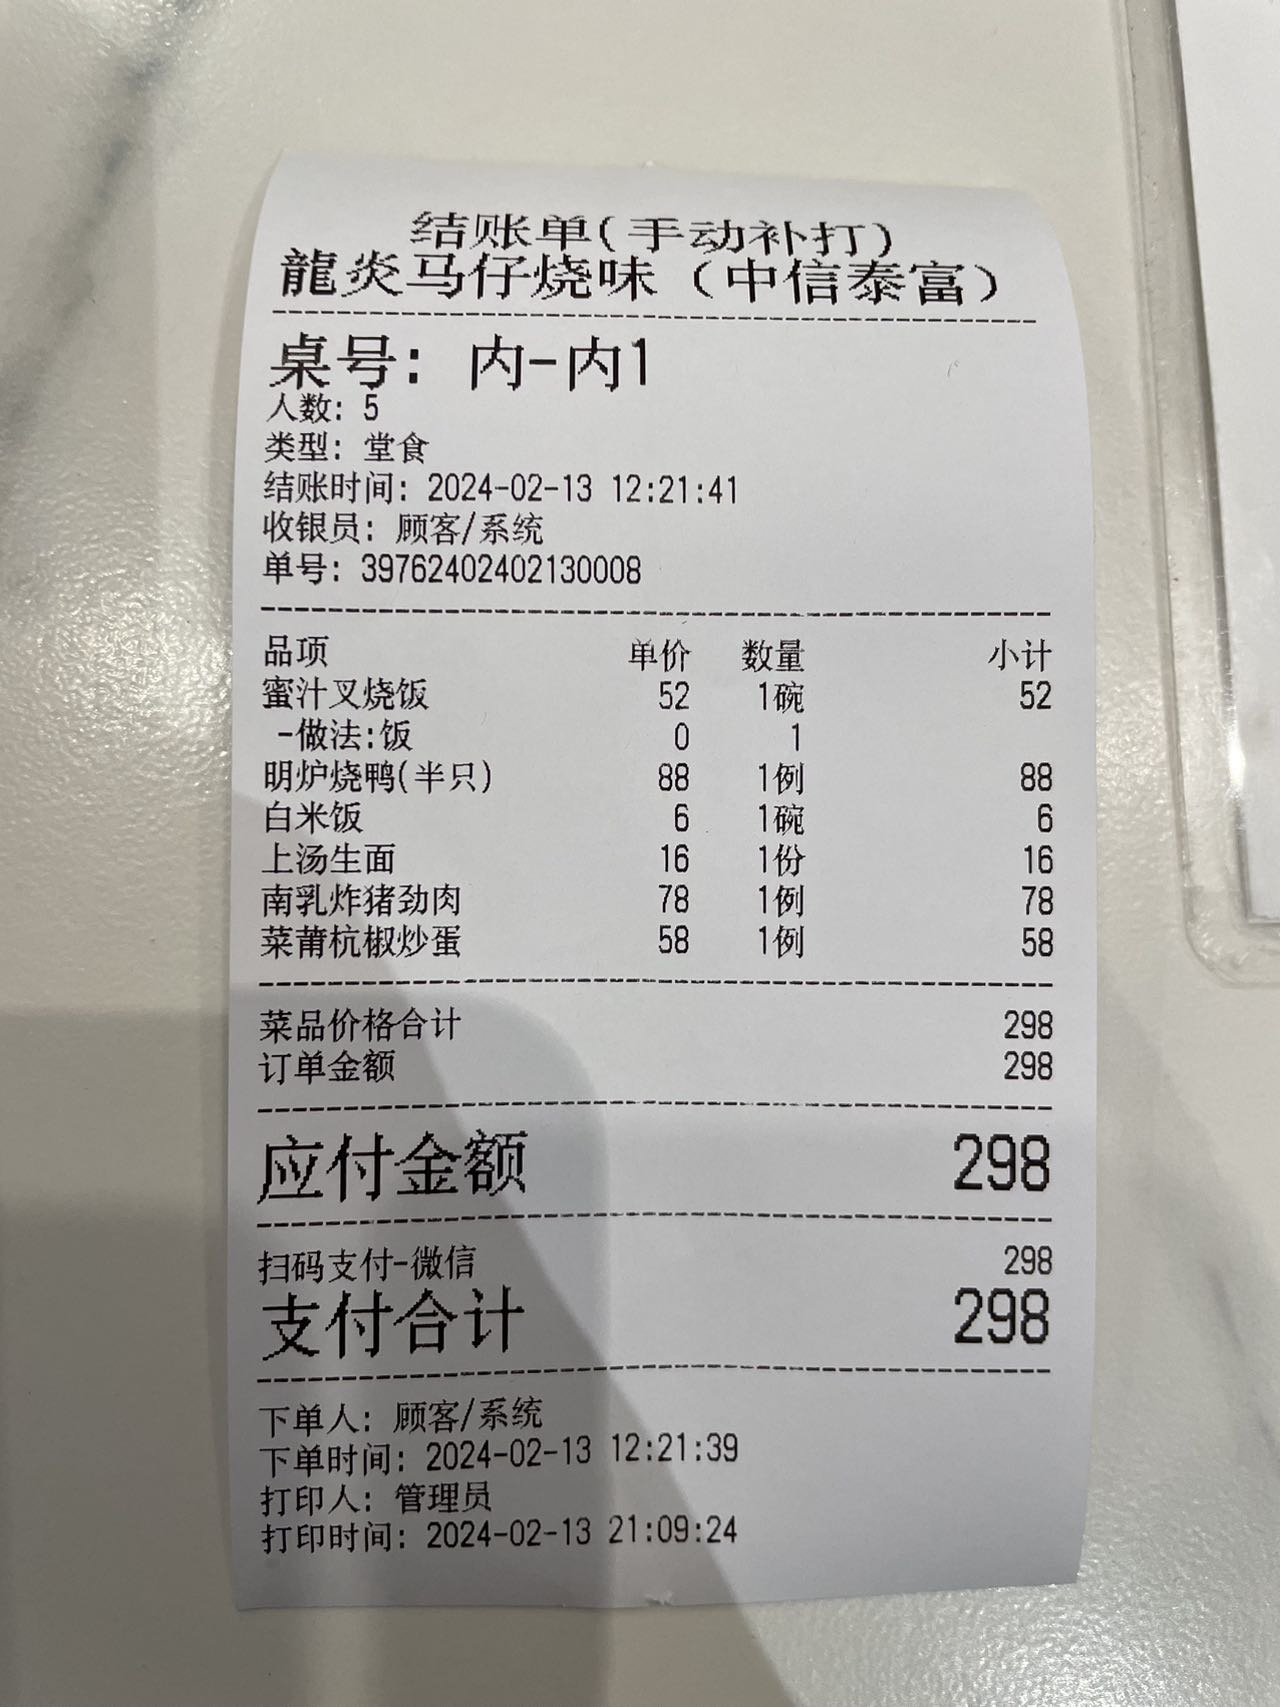 结账单(手动补打)
龍炎马仔烧味（中信泰富）
桌号: 内-内1
人数: 5
类型: 堂食
结账时间: 2024-02-13 12:21:41
收银员: 顾客/系统
单号: 39762402402130008
品项 单价 数量 小计
蜜汁叉烧饭 52 1碗 52
-做法:饭 0 1
明炉烧鸭(半只) 88 1例 88
白米饭 6 1碗 6
上汤生面 16 1份 16
南乳炸猪劲肉 78 1例 78
菜莆杭椒炒蛋 58 1例 58
菜品价格合计 298
订单金额 298
应付金额 298
扫码支付-微信 298
支付合计 298
下单人: 顾客/系统
下单时间: 2024-02-13 12:21:39
打印人: 管理员
打印时间: 2024-02-13 21:09:24